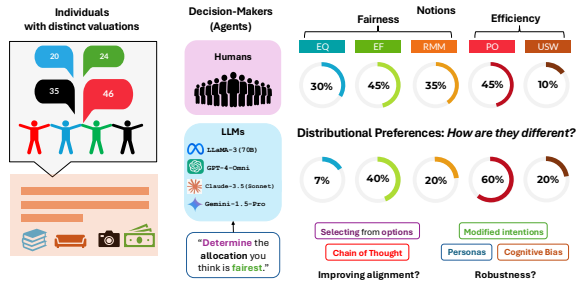 Individuals
with distinct valuations
20
24
35
46
Decision-Makers
(Agents)
Humans
LLMs
LLaMA-3(70B)
GPT-4-Omni
Claude-3.5(Sonnet)
Gemini-1.5-Pro
"Determine the
allocation you
think is fairest."
Notions
Fairness
Efficiency
EQ
EF
RMM
PO
USW
30%
45%
35%
45%
10%
Distributional Preferences: How are they different?
7%
40%
20%
60%
20%
Selecting from options
Chain of Thought
Improving alignment?
Modified intentions
Personas
Cognitive Bias
Robustness?